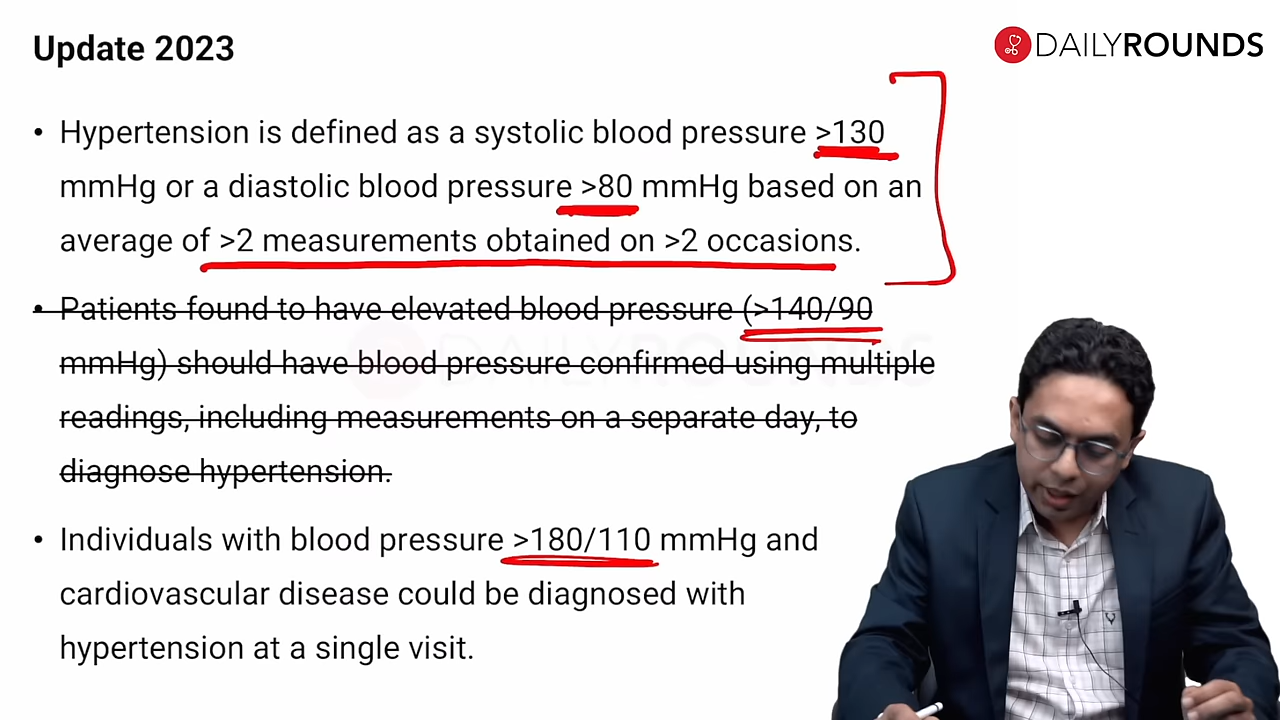 Update 2023
DAILYROUNDS
• Hypertension is defined as a systolic blood pressure >130
mmHg or a diastolic blood pressure >80 mmHg based on an
average of >2 measurements obtained on >2 occasions.
• Patients found to have elevated blood pressure (>140/90
mmHg) should have blood pressure confirmed using multiple
readings, including measurements on a separate day, to
diagnose hypertension.
• Individuals with blood pressure >180/110 mmHg and
cardiovascular disease could be diagnosed with
hypertension at a single visit.
DAILYROUNDS